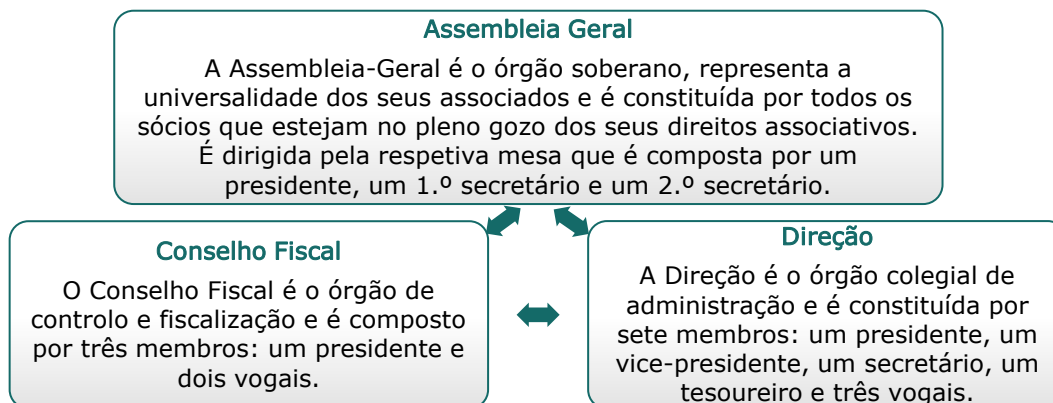 Assembleia Geral
A Assembleia-Geral é o órgão soberano, representa a
universalidade dos seus associados e é constituída por todos os
sócios que estejam no pleno gozo dos seus direitos associativos.
É dirigida pela respetiva mesa que é composta por um
presidente, um 1.º secretário e um 2.º secretário.
Conselho Fiscal
O Conselho Fiscal é o órgão de
controlo e fiscalização e é composto
por três membros: um presidente e
dois vogais.
Direção
A Direção é o órgão colegial de
administração e é constituída por
sete membros: um presidente, um
vice-presidente, um secretário, um
tesoureiro e três vogais.